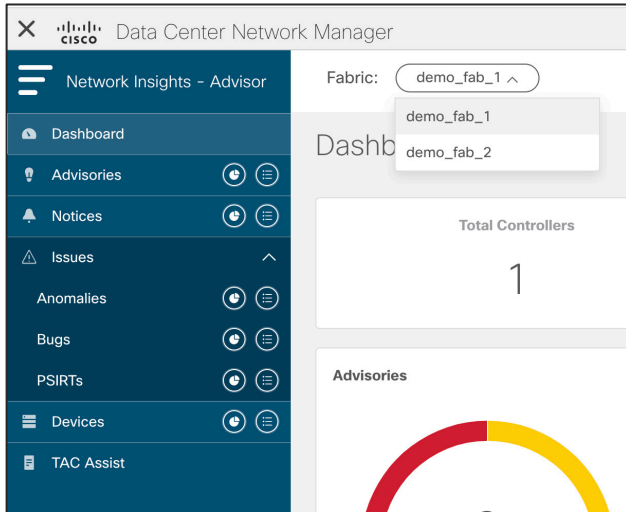 CISCO Data Center Network Manager
Network Insights - Advisor
Fabric: demo_fab_1
demo_fab_1
demo_fab_2
Dashboard
Advisories
Notices
Issues
Anomalies
Bugs
PSIRTs
Devices
TAC Assist
Dashb
Total Controllers
1
Advisories